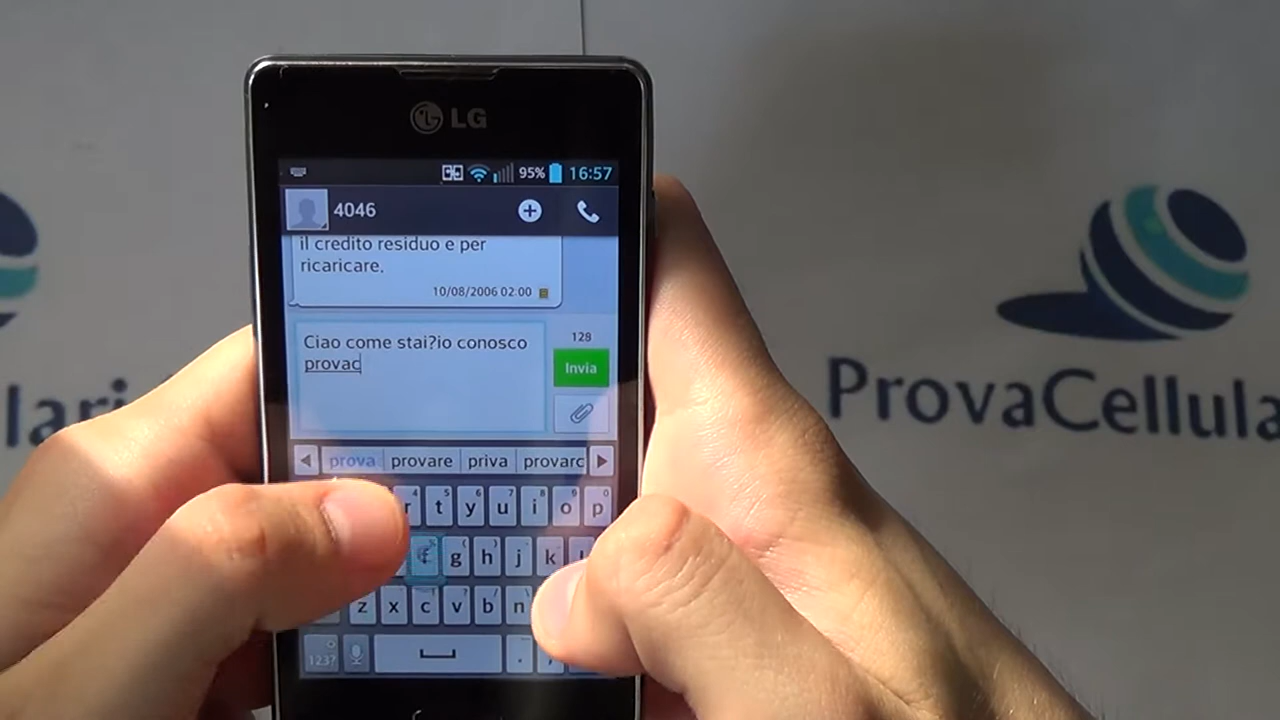 LG
95% 16:57
4046
il credito residuo e per
ricaricare.
10/08/2006 02:00
Ciao come stai?io conosco
provac
128
Invia
prova provare priva provarc
r t y u i o p
f g h j k
z x c v b n
123?
lari
ProvaCellula